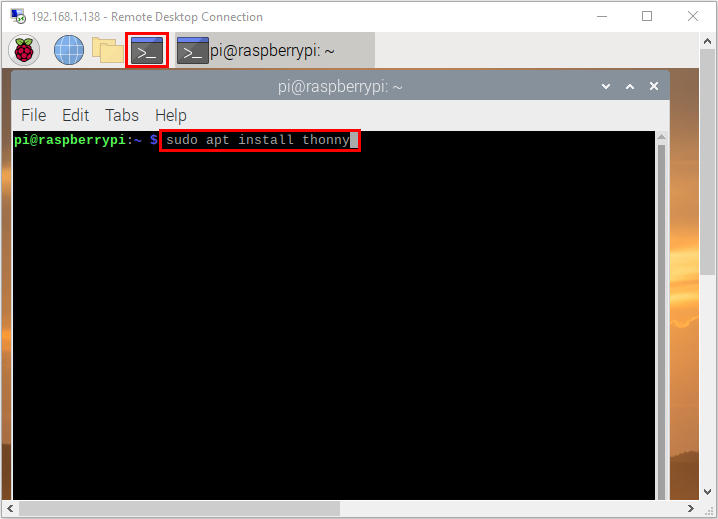 192.168.1.138 - Remote Desktop Connection
pi@raspberrypi: ~
pi@raspberrypi: ~
File Edit Tabs Help
pi@raspberrypi:~ $ sudo apt install thonny